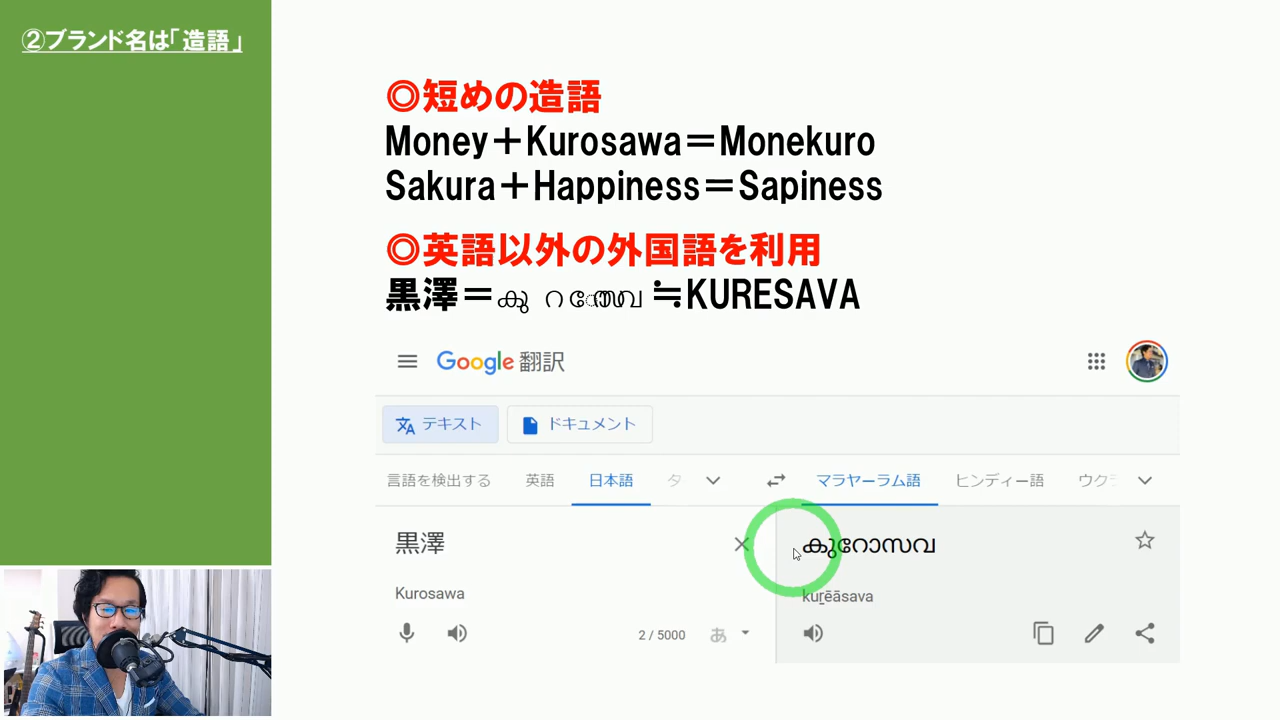 ②ブランド名は「造語」
◎短めの造語
Money＋Kurosawa＝Monekuro
Sakura＋Happiness＝Sapiness
◎英語以外の外国語を利用
黒澤＝കുറോസവ≒KURESAVA
Google 翻訳
テキスト ドキュメント
言語を検出する 英語 日本語 マラヤーラム語 ヒンディー語
黒澤 കുറോസവ
Kurosawa kuṟēāsava
2 / 5000 あ